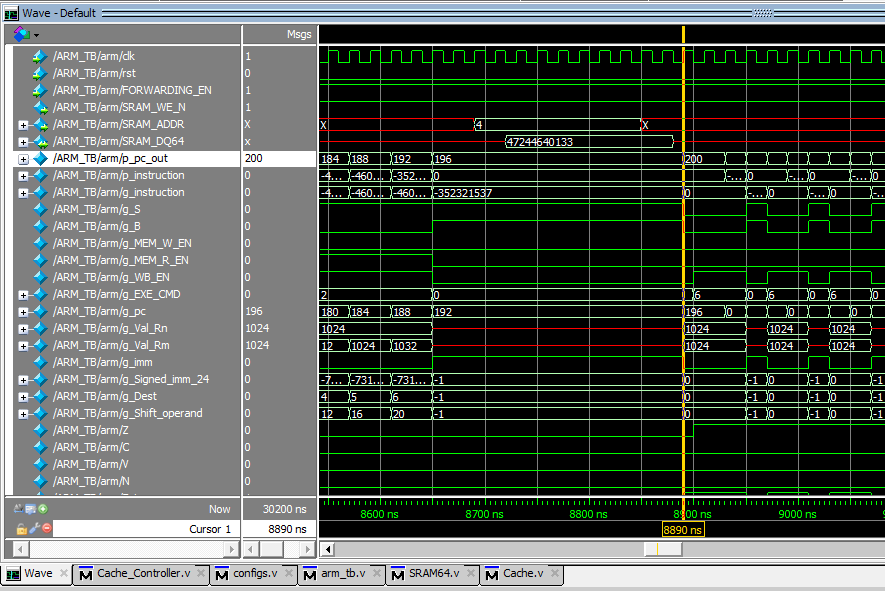 Wave - Default
Msgs
/ARM_TB/arm/clk 1
/ARM_TB/arm/rst 0
/ARM_TB/arm/FORWARDING_EN 1
/ARM_TB/arm/SRAM_WE_N 1
/ARM_TB/arm/SRAM_ADDR X X 4 X
/ARM_TB/arm/SRAM_DQ64 x 47244640133
/ARM_TB/arm/p_pc_out 200 184 188 192 196 200
/ARM_TB/arm/p_instruction 0 -4... -460... -352... 0 -... 0 -... 0 -... 0
/ARM_TB/arm/g_instruction 0 -4... -460... -460... -352321537 0 -... 0 -... 0 -...
/ARM_TB/arm/g_S 0
/ARM_TB/arm/g_B 0
/ARM_TB/arm/g_MEM_W_EN 0
/ARM_TB/arm/g_MEM_R_EN 0
/ARM_TB/arm/g_WB_EN 0
/ARM_TB/arm/g_EXE_CMD 0 2 0 6 0 6 0 6 0
/ARM_TB/arm/g_pc 196 180 184 188 192 196 0 0 0
/ARM_TB/arm/g_Val_Rn 1024 1024 1024 1024 1024
/ARM_TB/arm/g_Val_Rm 1024 12 1024 1032 1024 1024 1024
/ARM_TB/arm/g_imm 0
/ARM_TB/arm/g_Signed_imm_24 0 -7... -731... -731... -1 0 -1 0 -1 0 -1
/ARM_TB/arm/g_Dest 0 4 5 6 -1 0 -1 0 -1 0 -1
/ARM_TB/arm/g_Shift_operand 0 12 16 20 -1 0 -1 0 -1 0 -1
/ARM_TB/arm/Z 0
/ARM_TB/arm/C 0
/ARM_TB/arm/V 0
/ARM_TB/arm/N 0
Now 30200 ns 8600 ns 8700 ns 8800 ns 8900 ns 9000 ns
Cursor 1 8890 ns 8890 ns
Wave Cache_Controller.v configs.v arm_tb.v SRAM64.v Cache.v